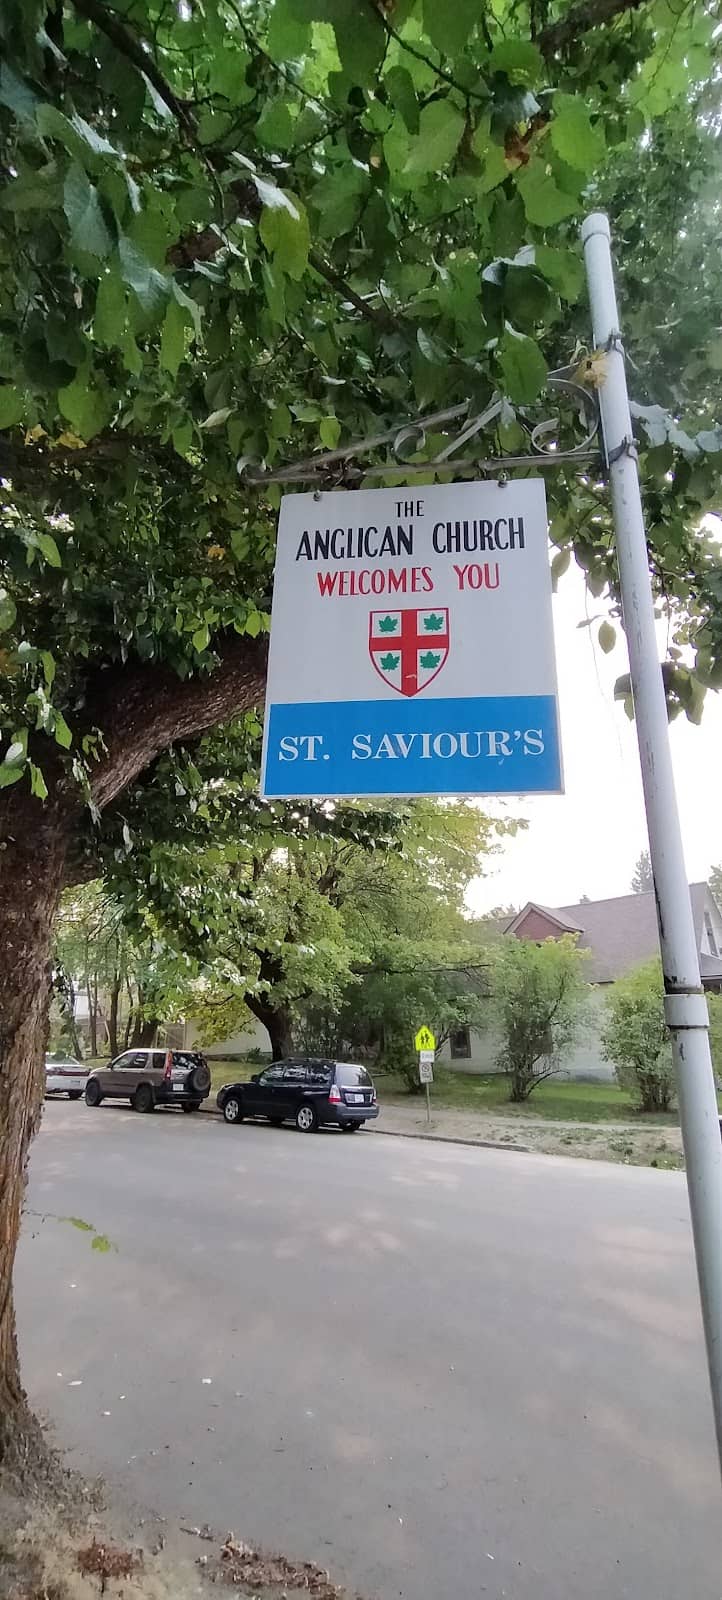 THE
ANGLICAN CHURCH
WELCOMES YOU
ST. SAVIOUR'S